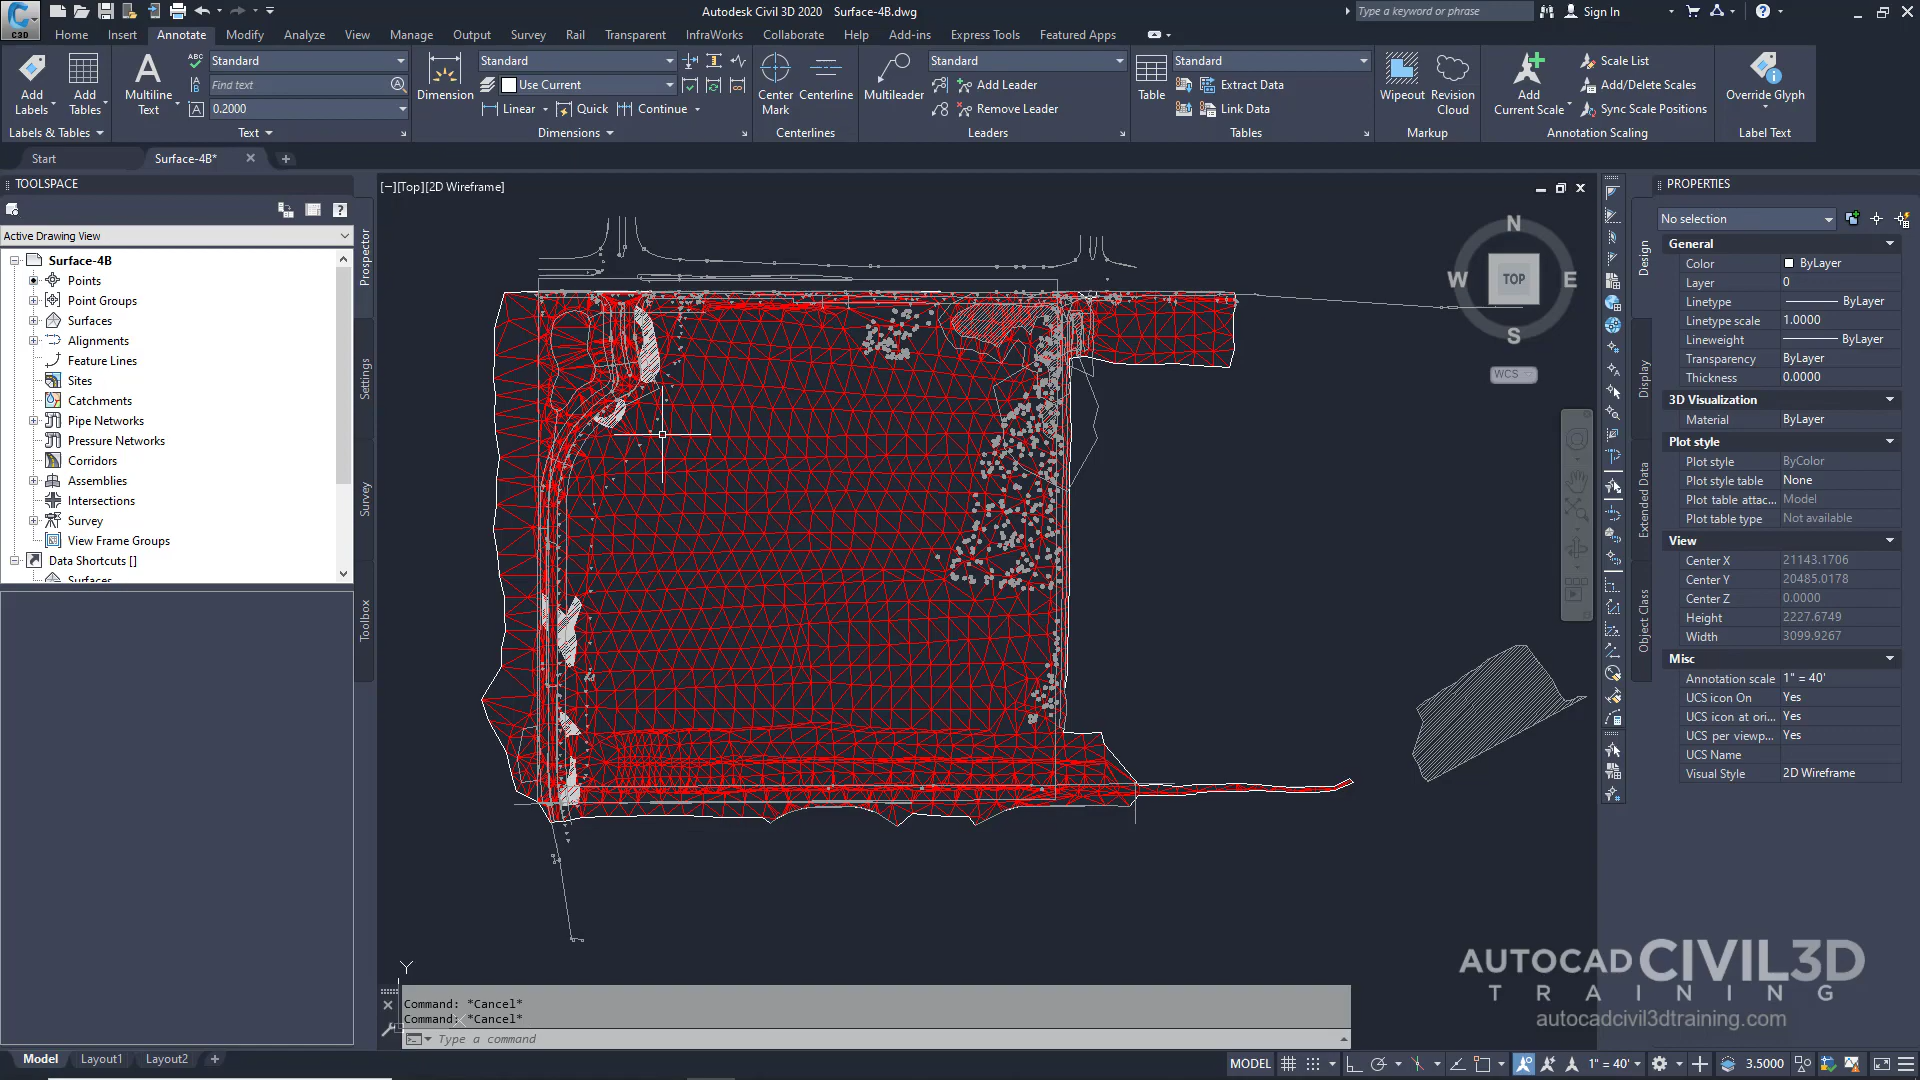 C3D
Autodesk Civil 3D 2020 Surface-4B.dwg
Type a keyword or phrase
Sign In
Home Insert Annotate Modify Analyze View Manage Output Survey Rail Transparent InfraWorks Collaborate Help Add-ins Express Tools Featured Apps
Add Labels
Add Tables
Labels & Tables
Multiline Text
ABC
Standard
Find text
0.2000
Text
Dimension
Standard
Use Current
Linear Quick Continue
Dimensions
Center Mark
Centerline
Centerlines
Multileader
Standard
Add Leader
Remove Leader
Leaders
Table
Standard
Extract Data
Link Data
Tables
Wipeout
Revision Cloud
Markup
Add Current Scale
Scale List
Add/Delete Scales
Sync Scale Positions
Annotation Scaling
Override Glyph
Label Text
Start
Surface-4B*
TOOLSPACE
Active Drawing View
Surface-4B
Points
Point Groups
Surfaces
Alignments
Feature Lines
Sites
Catchments
Pipe Networks
Pressure Networks
Corridors
Assemblies
Intersections
Survey
View Frame Groups
Data Shortcuts []
Surfaces
Prospector
Settings
Survey
Toolbox
[−][Top][2D Wireframe]
N
W TOP E
S
WCS
Y
X
Command: *Cancel*
Command: *Cancel*
Type a command
PROPERTIES
No selection
Design
Display
Extended Data
Object Class
General
Color ByLayer
Layer 0
Linetype ByLayer
Linetype scale 1.0000
Lineweight ByLayer
Transparency ByLayer
Thickness 0.0000
3D Visualization
Material ByLayer
Plot style
Plot style ByColor
Plot style table None
Plot table attac... Model
Plot table type Not available
View
Center X 21143.1706
Center Y 20485.0178
Center Z 0.0000
Height 2227.6749
Width 3099.9267
Misc
Annotation scale 1" = 40'
UCS icon On Yes
UCS icon at ori... Yes
UCS per viewp... Yes
UCS Name
Visual Style 2D Wireframe
AUTOCAD CIVIL3D
TRAINING
autocadcivil3dtraining.com
Model Layout1 Layout2
MODEL 1" = 40' 3.5000